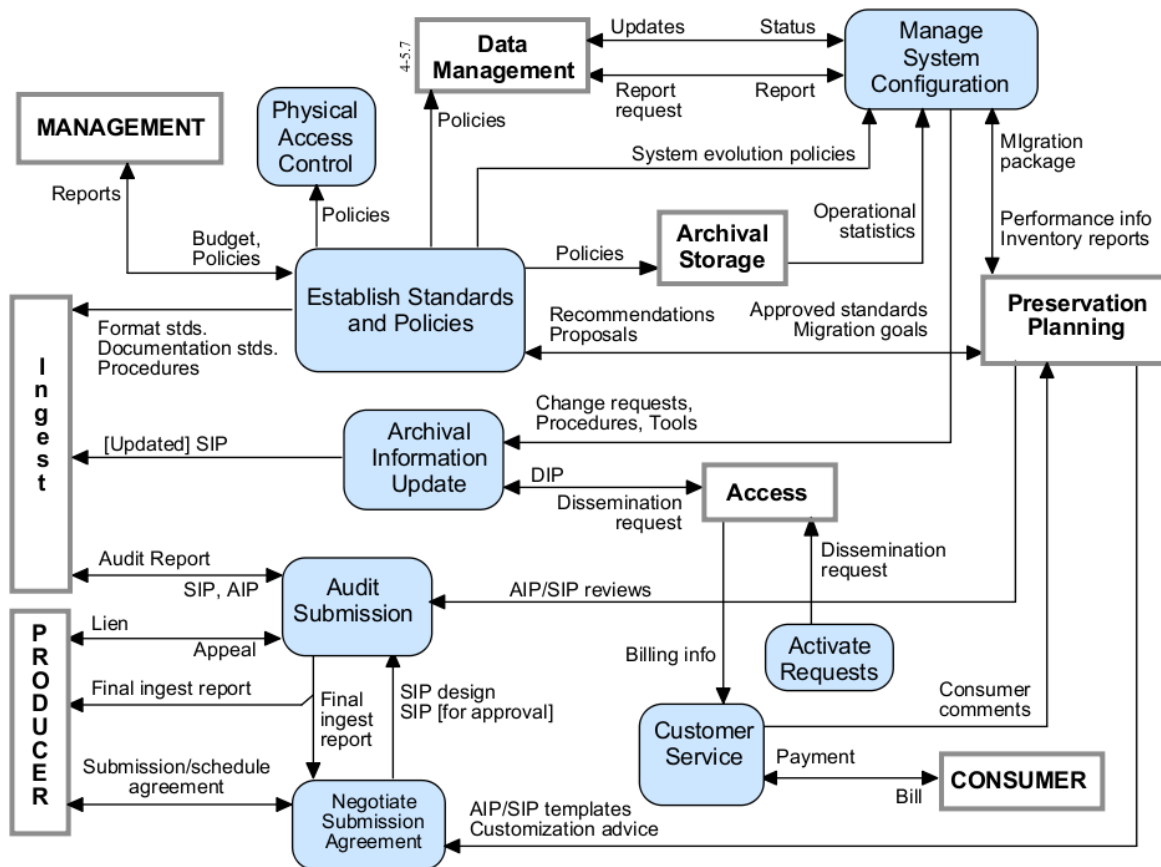 Data
Management
4-5.7
Updates
Status
Report
request
Report
Manage
System
Configuration
MANAGEMENT
Physical
Access
Control
Policies
Reports
Policies
System evolution policies
MIgration
package
Operational
statistics
Performance info
Inventory reports
Budget,
Policies
Policies
Archival
Storage
Establish Standards
and Policies
Preservation
Planning
Ingest
Format stds.
Documentation stds.
Procedures
Recommendations
Proposals
Approved standards
Migration goals
Change requests,
Procedures, Tools
[Updated] SIP
Archival
Information
Update
DIP
Dissemination
request
Access
Dissemination
request
Audit Report
SIP, AIP
Audit
Submission
AIP/SIP reviews
PRODUCER
Lien
Appeal
Activate
Requests
Billing info
Final ingest report
Final
ingest
report
SIP design
SIP [for approval]
Customer
Service
Consumer
comments
Submission/schedule
agreement
Payment
Bill
CONSUMER
Negotiate
Submission
Agreement
AIP/SIP templates
Customization advice